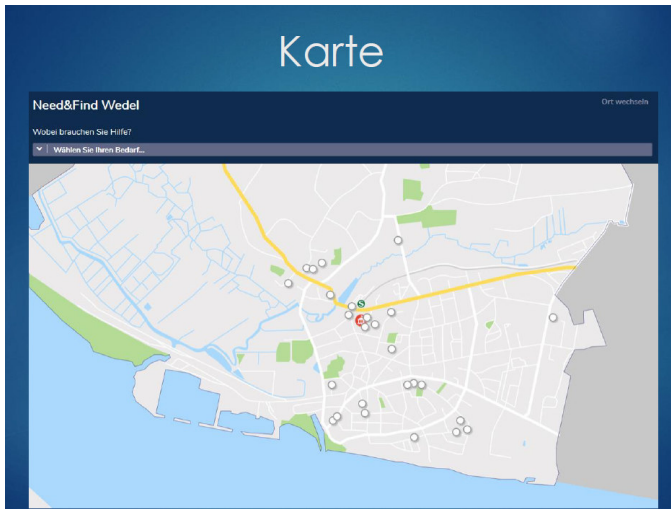 Karte
Need&Find Wedel
Ort wechseln
Wobei brauchen Sie Hilfe?
Wählen Sie Ihren Bedarf...
S